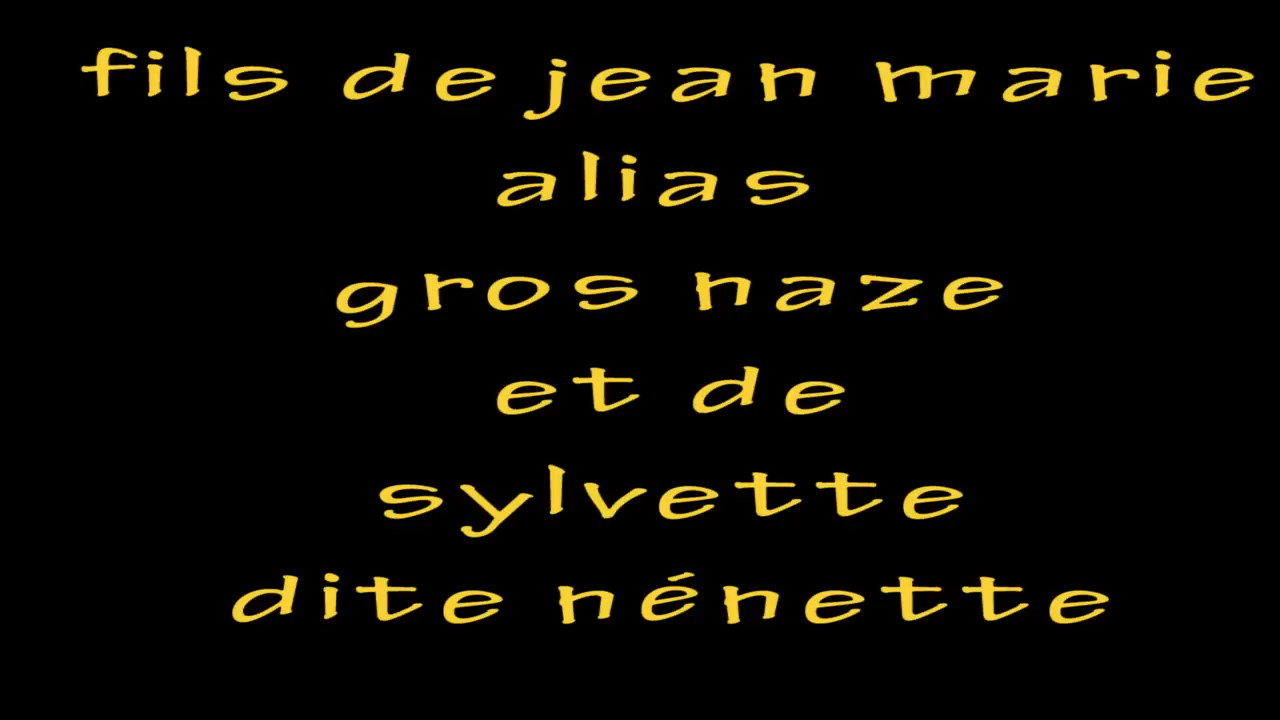 fils de jean marie
alias
gros naze
et de
sylvette
dite nénette